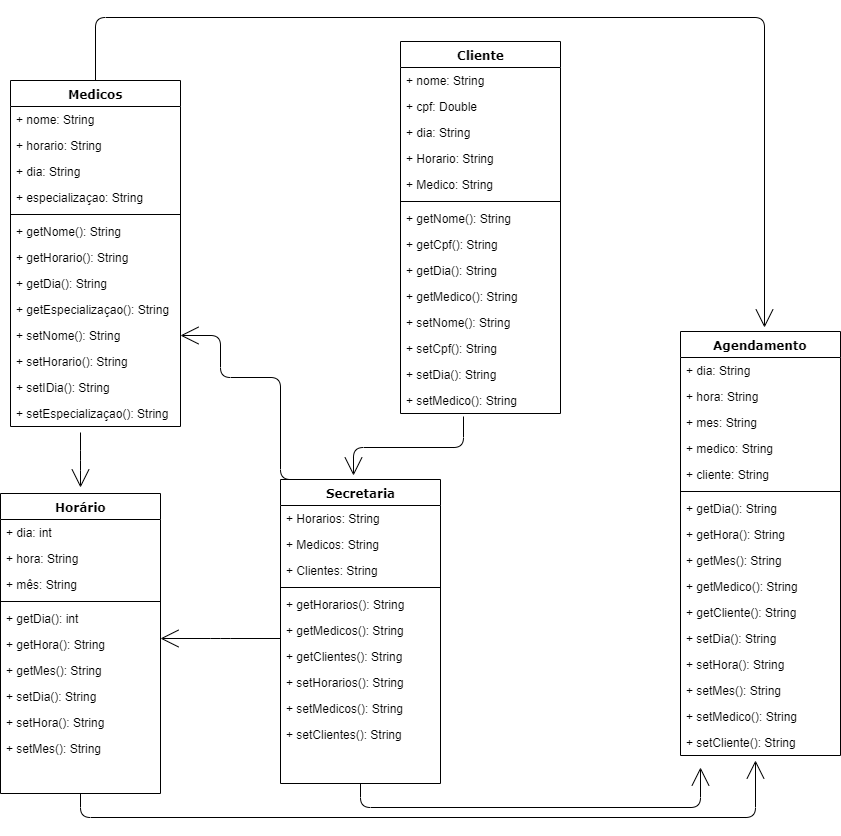 Medicos
+ nome: String
+ horario: String
+ dia: String
+ especializaçao: String
+ getNome(): String
+ getHorario(): String
+ getDia(): String
+ getEspecializaçao(): String
+ setNome(): String
+ setHorario(): String
+ setIDia(): String
+ setEspecializaçao(): String
Cliente
+ nome: String
+ cpf: Double
+ dia: String
+ Horario: String
+ Medico: String
+ getNome(): String
+ getCpf(): String
+ getDia(): String
+ getMedico(): String
+ setNome(): String
+ setCpf(): String
+ setDia(): String
+ setMedico(): String
Agendamento
+ dia: String
+ hora: String
+ mes: String
+ medico: String
+ cliente: String
+ getDia(): String
+ getHora(): String
+ getMes(): String
+ getMedico(): String
+ getCliente(): String
+ setDia(): String
+ setHora(): String
+ setMes(): String
+ setMedico(): String
+ setCliente(): String
Horário
+ dia: int
+ hora: String
+ mês: String
+ getDia(): int
+ getHora(): String
+ getMes(): String
+ setDia(): String
+ setHora(): String
+ setMes(): String
Secretaria
+ Horarios: String
+ Medicos: String
+ Clientes: String
+ getHorarios(): String
+ getMedicos(): String
+ getClientes(): String
+ setHorarios(): String
+ setMedicos(): String
+ setClientes(): String